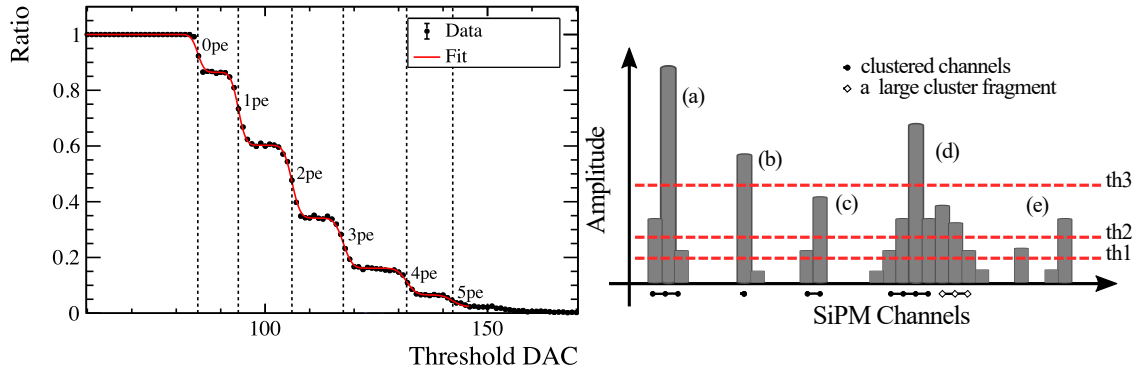 Ratio
1
0.8
0.6
0.4
0.2
0
0pe
1pe
2pe
3pe
4pe
5pe
Data
Fit
100
150
Threshold DAC
Amplitude
clustered channels
a large cluster fragment
(a)
(b)
(c)
(d)
(e)
th3
th2
th1
SiPM Channels